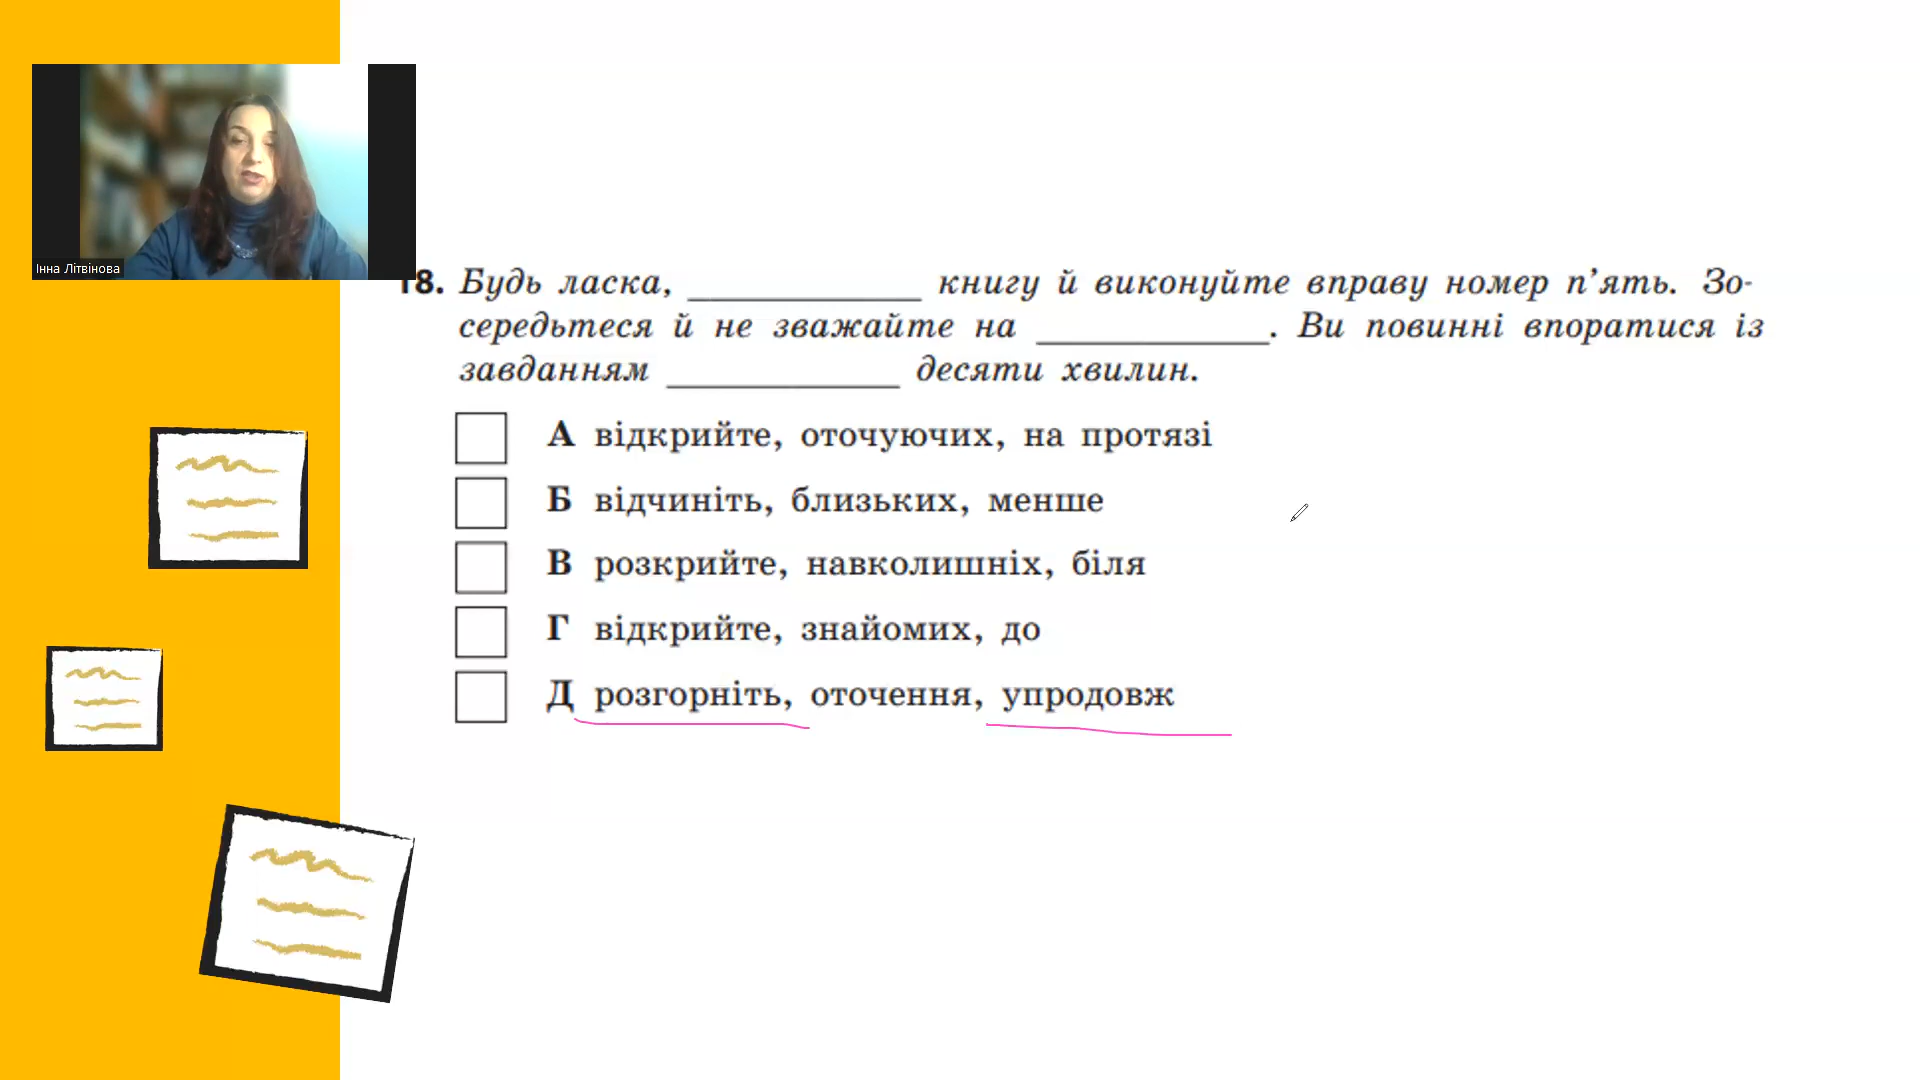 Інна Літвінова
18. Будь ласка, ____________ книгу й виконуйте вправу номер п’ять. Зо-
середьтеся й не зважайте на ____________. Ви повинні впоратися із
завданням ____________ десяти хвилин.
А відкрийте, оточуючих, на протязі
Б відчиніть, близьких, менше
В розкрийте, навколишніх, біля
Г відкрийте, знайомих, до
Д розгорніть, оточення, упродовж